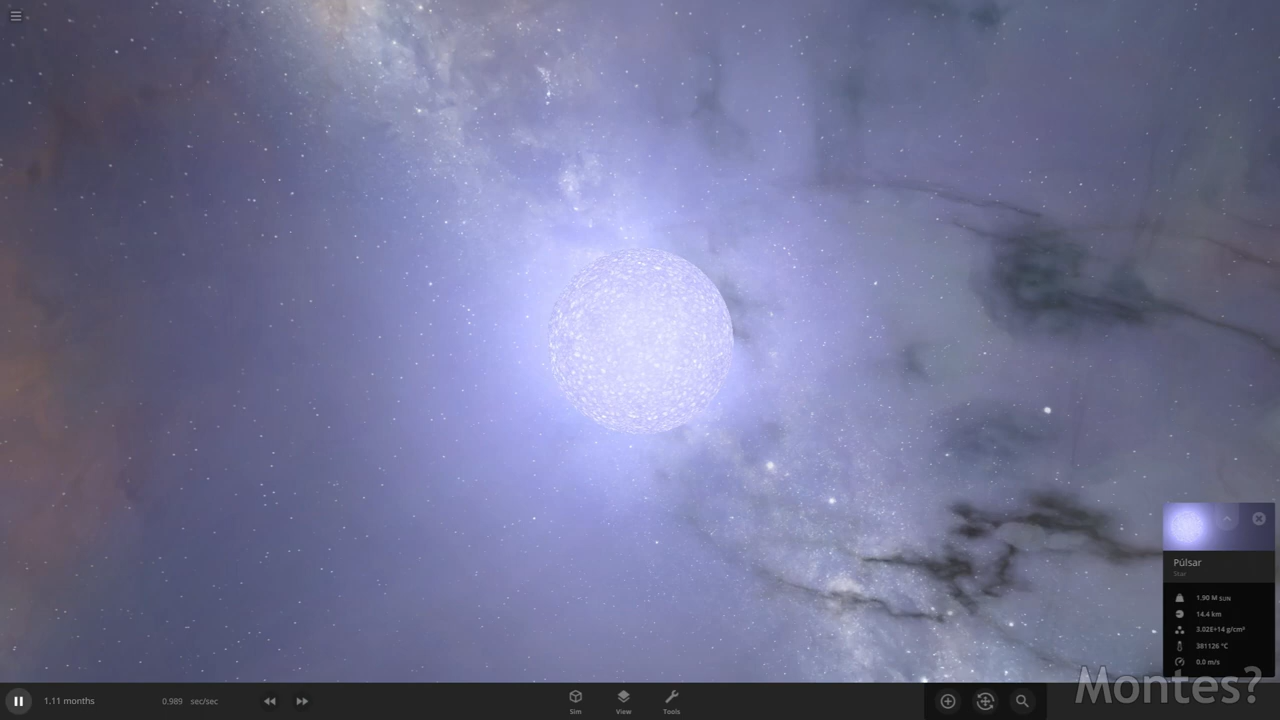 Púlsar
Star
1.90 M SUN
14.4 km
3.02E+14 g/cm³
381126 °C
0.0 m/s
1.11 months
0.989 sec/sec
Sim
View
Tools
Montes?